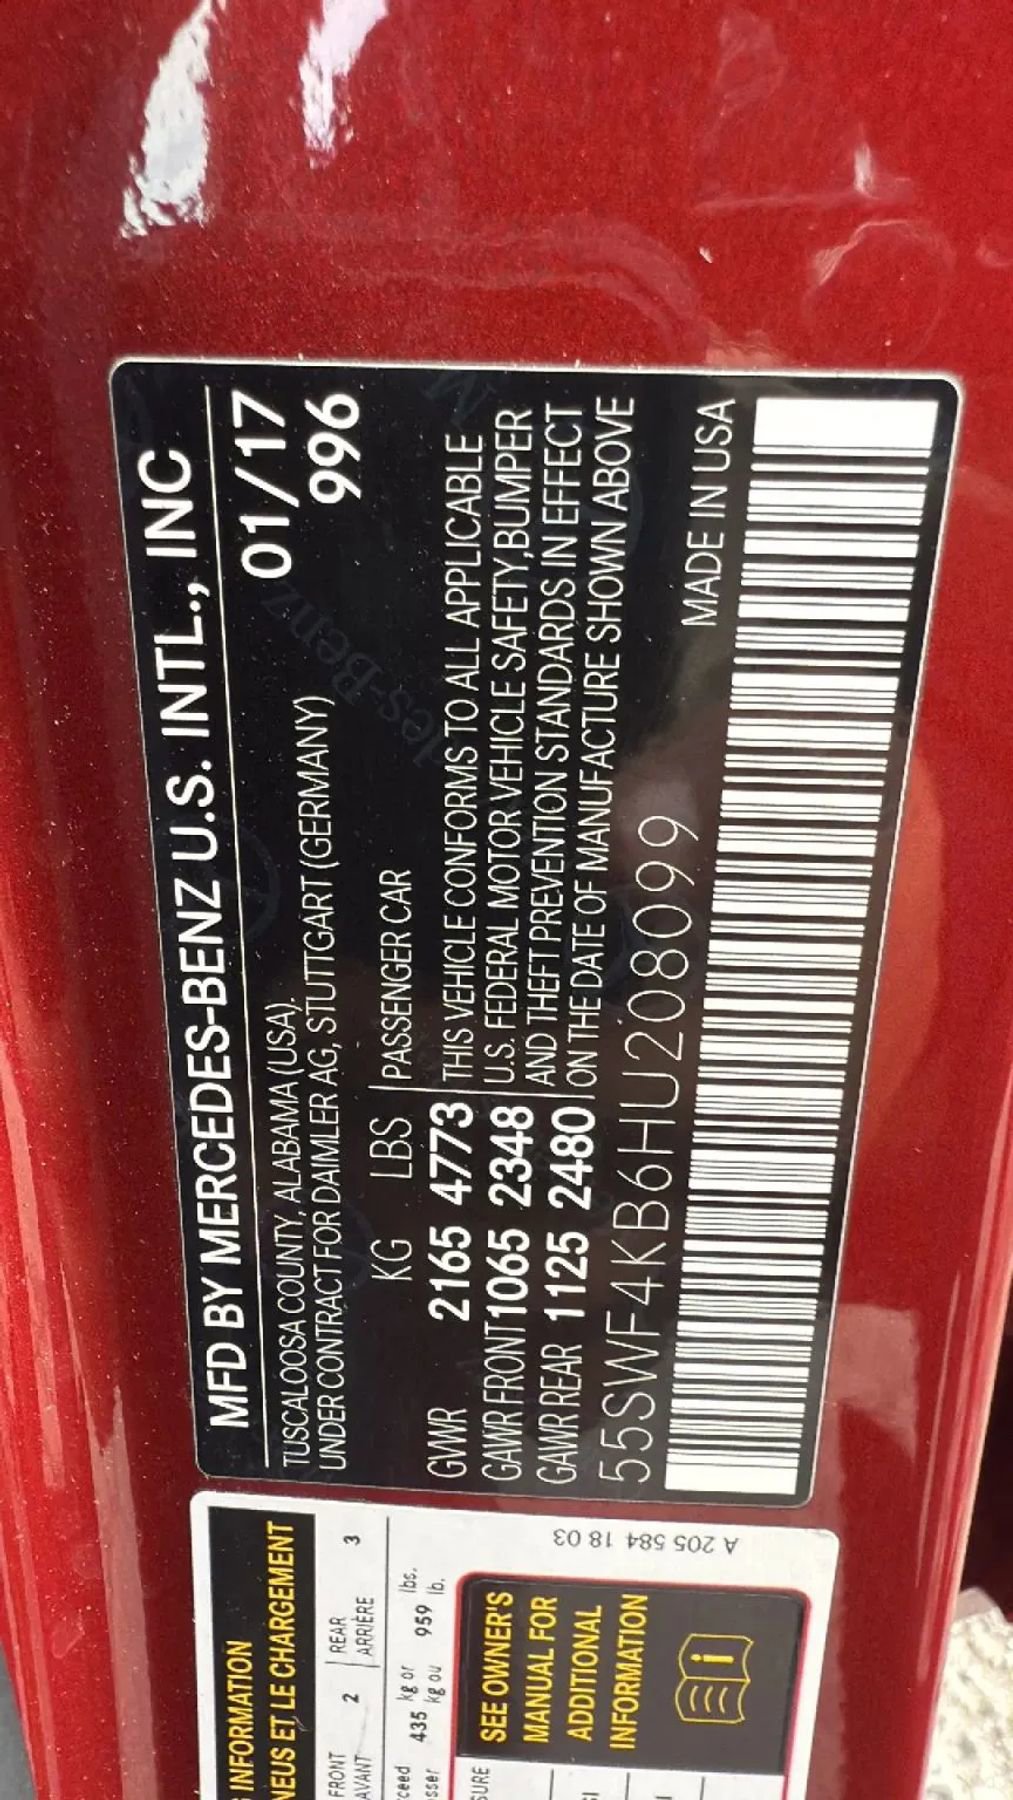 MFD BY MERCEDES-BENZ U.S. INTL., INC
TUSCALOOSA COUNTY, ALABAMA (USA). 01/17
UNDER CONTRACT FOR DAIMLER AG, STUTTGART (GERMANY) 996
KG LBS PASSENGER CAR
GVWR 2165 4773 THIS VEHICLE CONFORMS TO ALL APPLICABLE
GAWR FRONT 1065 2348 U.S. FEDERAL MOTOR VEHICLE SAFETY, BUMPER
GAWR REAR 1125 2480 AND THEFT PREVENTION STANDARDS IN EFFECT
ON THE DATE OF MANUFACTURE SHOWN ABOVE
55SWF4KB6HU208099 MADE IN USA
INFORMATION
NEUS ET LE CHARGEMENT
FRONT 2 REAR 3
AVANT ARRIÈRE
ceed 435 kg or 959 lbs.
sser kg ou lb.
SURE
SEE OWNER'S
MANUAL FOR
ADDITIONAL
INFORMATION
i
A 205 584 18 03